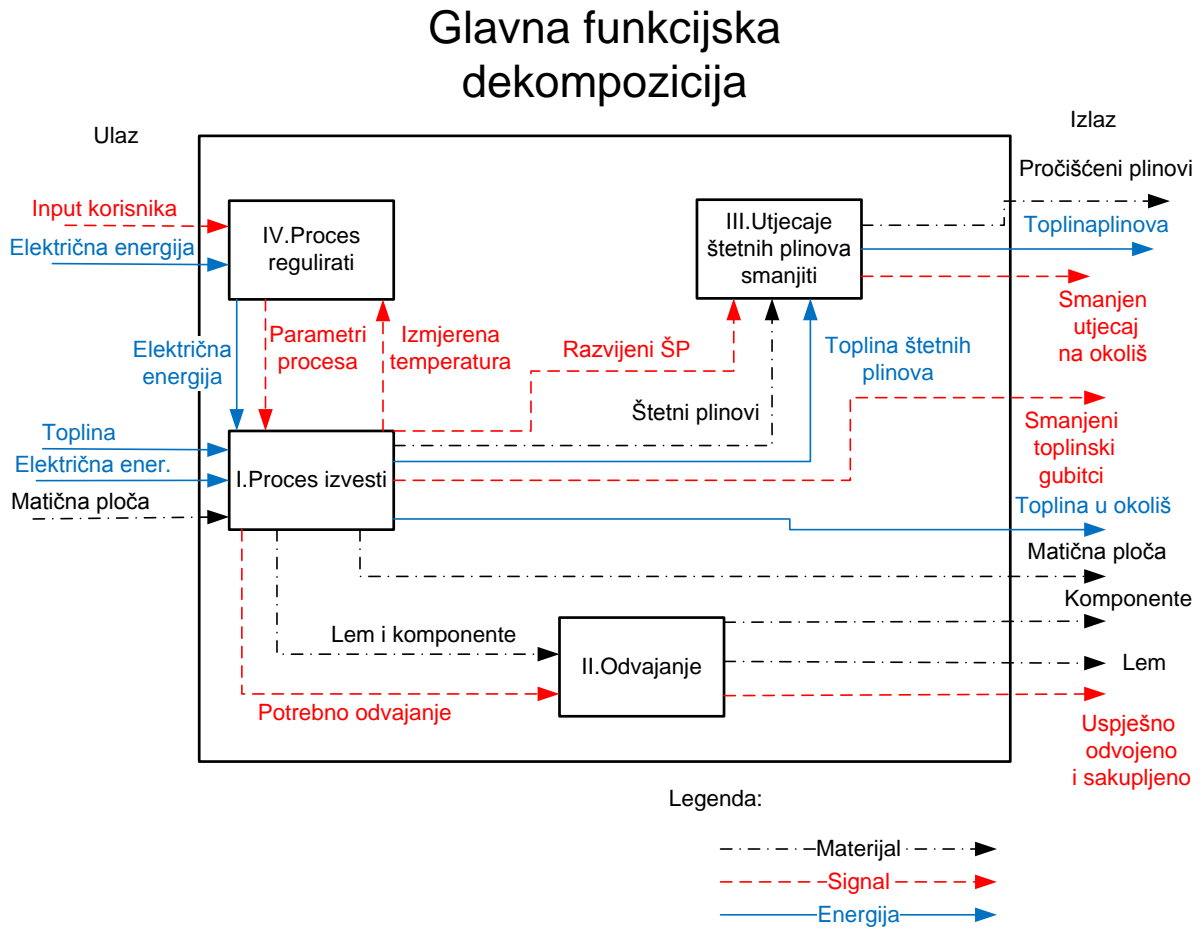 Glavna funkcijska
dekompozicija
Ulaz
Izlaz
Pročišćeni plinovi
Input korisnika
IV.Proces
regulirati
III.Utjecaje
štetnih plinova
smanjiti
Toplinaplinova
Električna energija
Smanjen
utjecaj
na okoliš
Električna
energija
Parametri
procesa
Izmjerena
temperatura
Razvijeni ŠP
Toplina štetnih
plinova
Štetni plinovi
Smanjeni
toplinski
gubitci
Toplina
Električna ener.
I.Proces izvesti
Matična ploča
Toplina u okoliš
Matična ploča
Komponente
Lem i komponente
II.Odvajanje
Lem
Potrebno odvajanje
Uspješno
odvojeno
i sakupljeno
Legenda:
Materijal
Signal
Energija